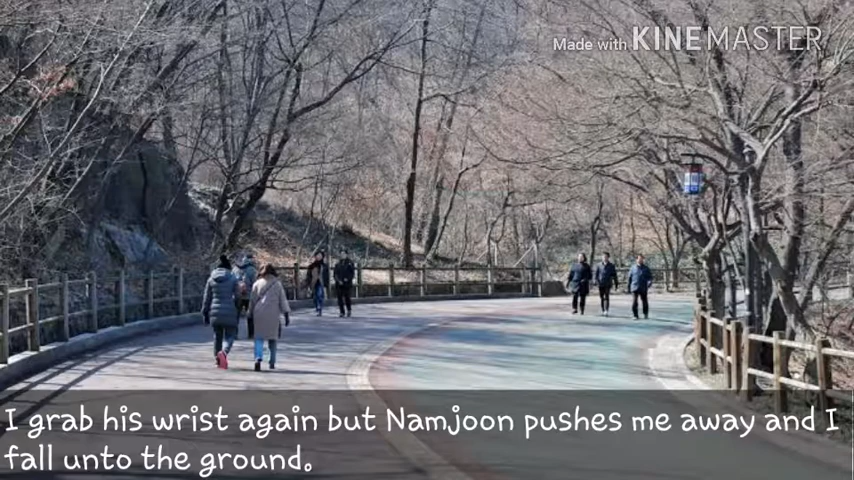 Made with KINEMASTER
I grab his wrist again but Namjoon pushes me away and I
fall unto the ground.